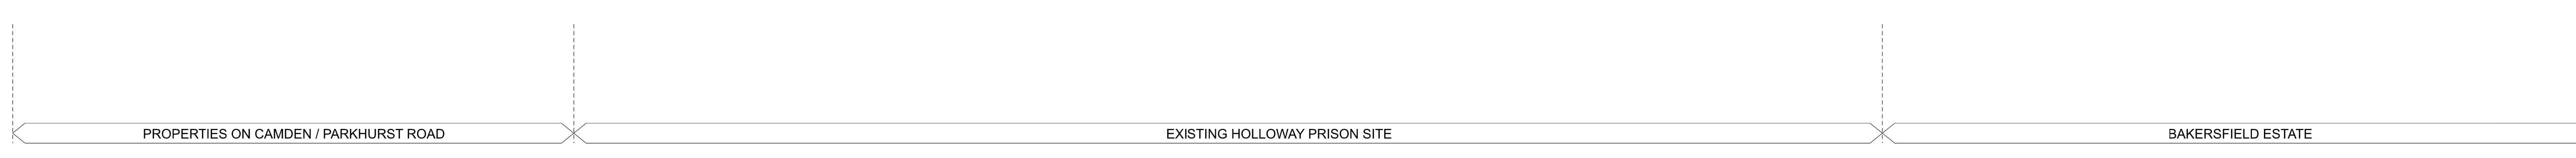 PROPERTIES ON CAMDEN / PARKHURST ROAD
EXISTING HOLLOWAY PRISON SITE
BAKERSFIELD ESTATE